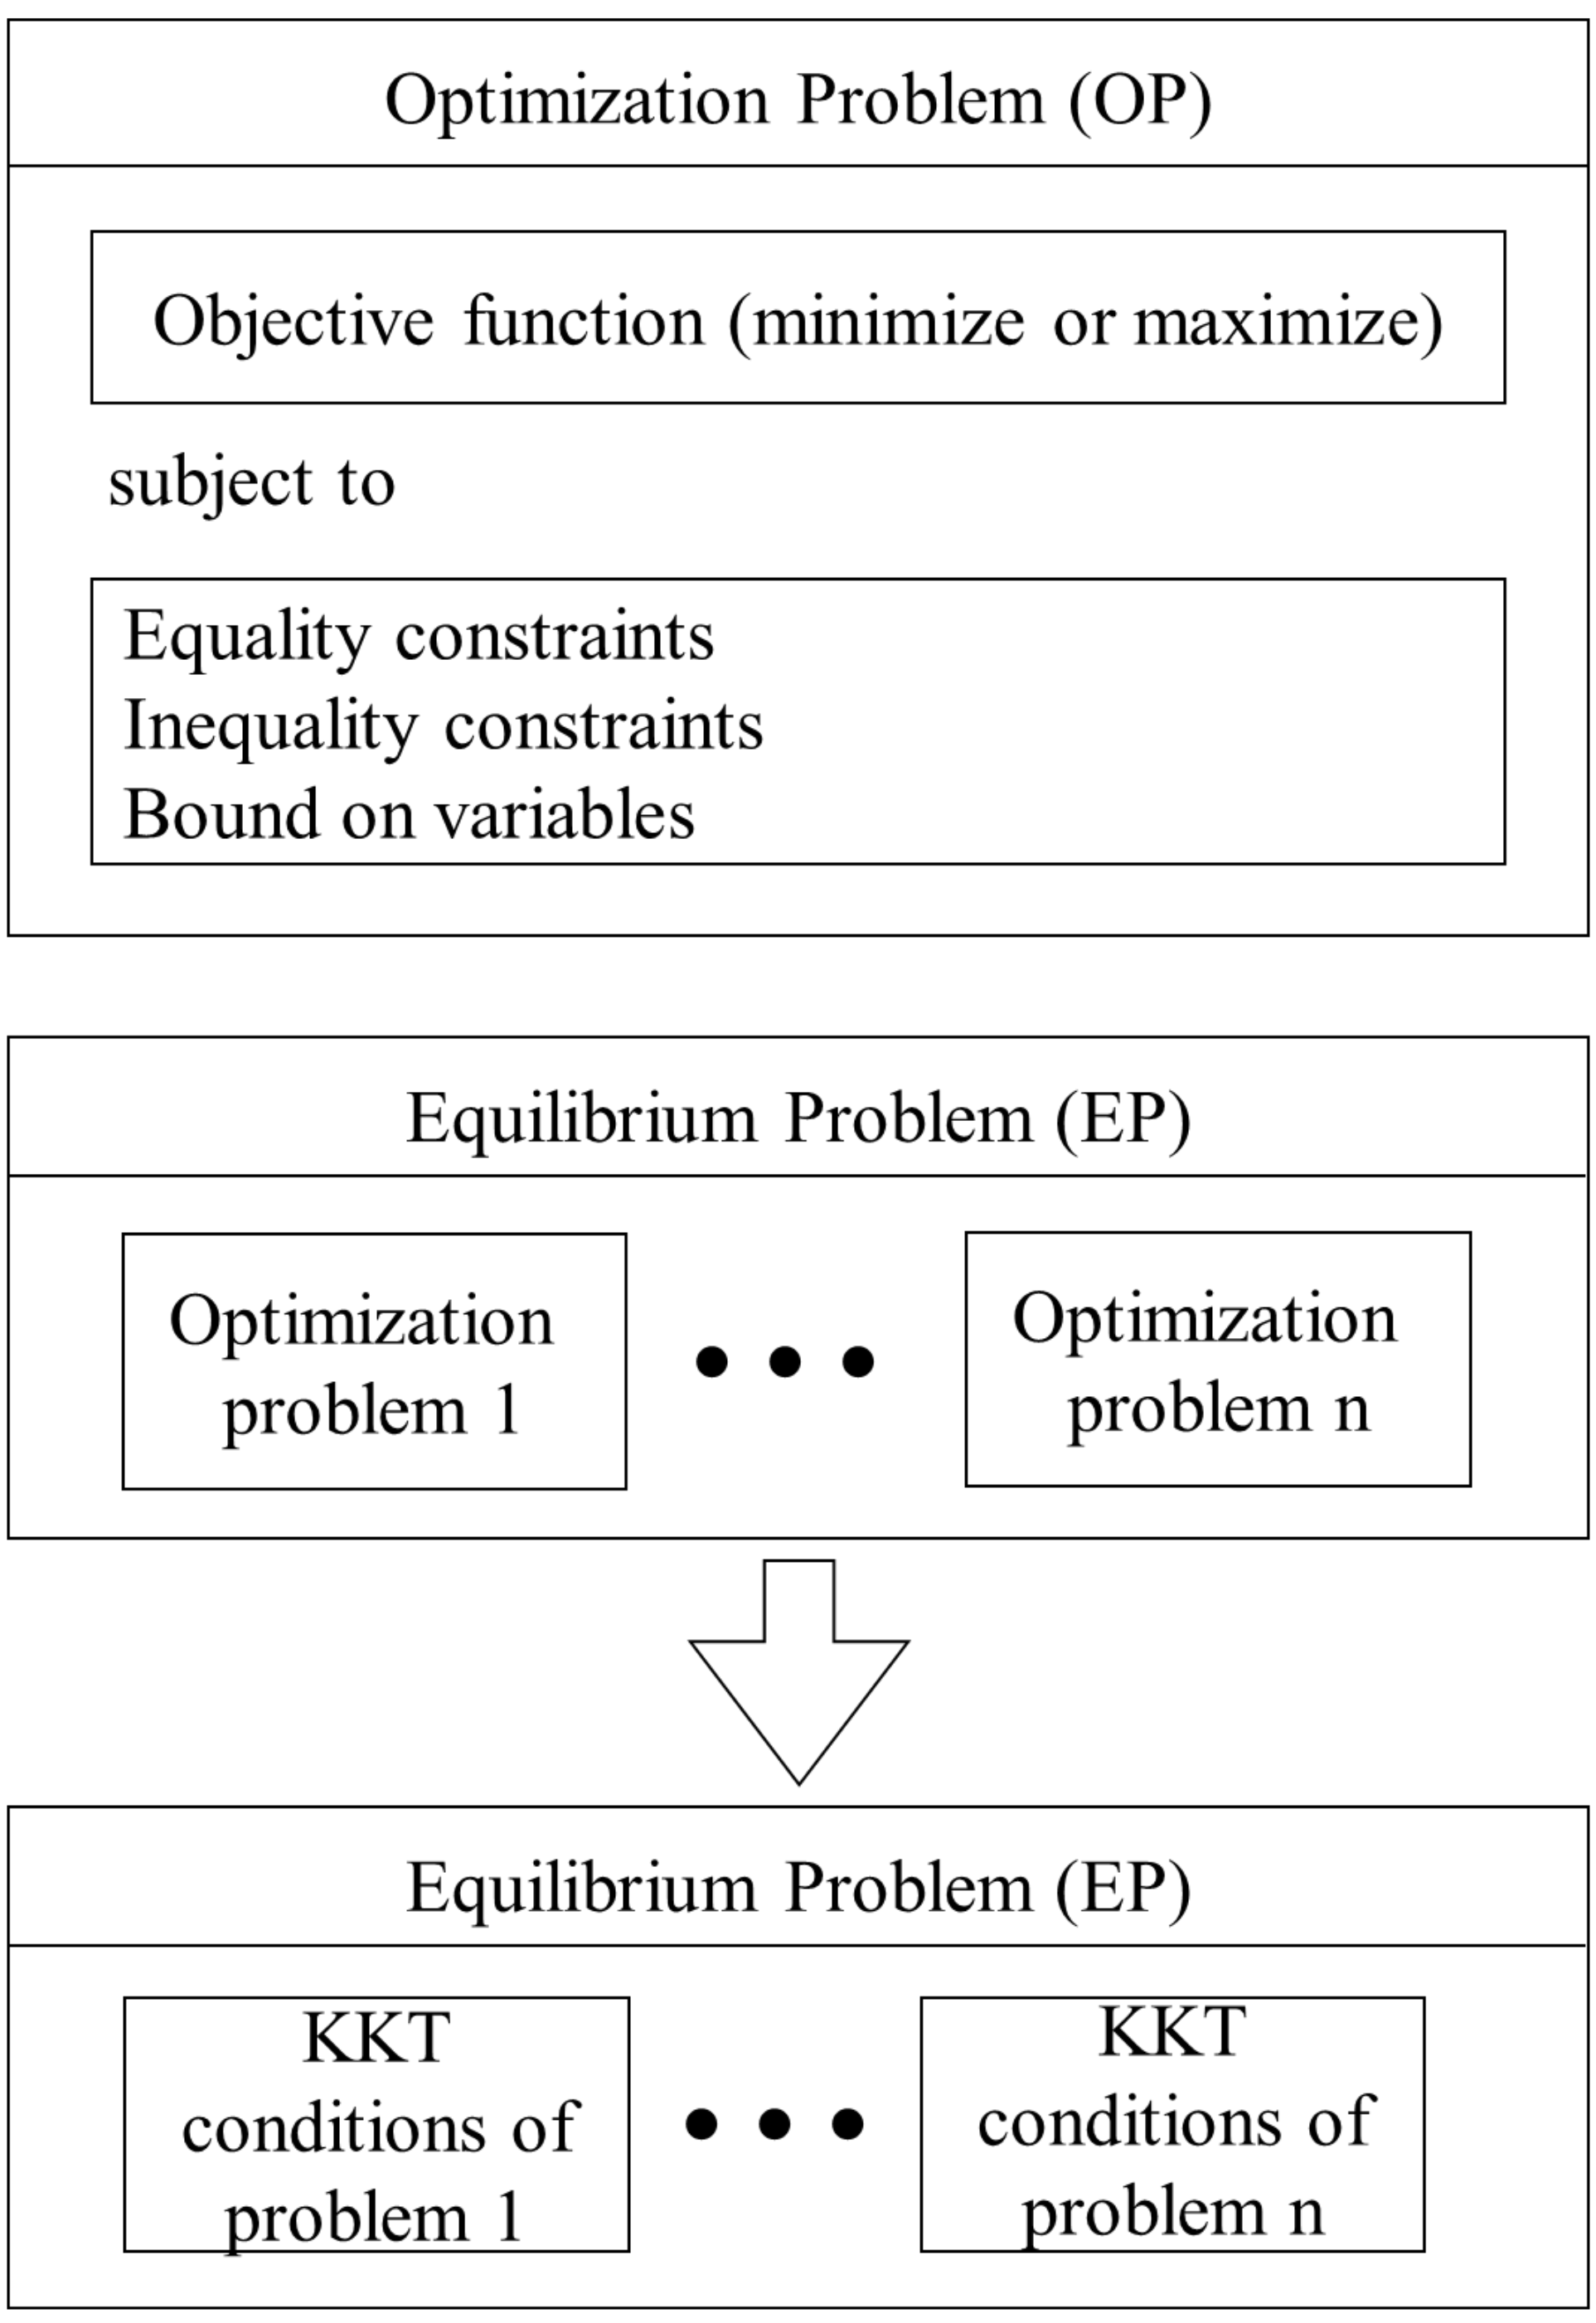 Optimization Problem (OP)
Objective function (minimize or maximize)
subject to
Equality constraints
Inequality constraints
Bound on variables
Equilibrium Problem (EP)
Optimization
problem 1
Optimization
problem n
Equilibrium Problem (EP)
KKT
conditions of
problem 1
KKT
conditions of
problem n